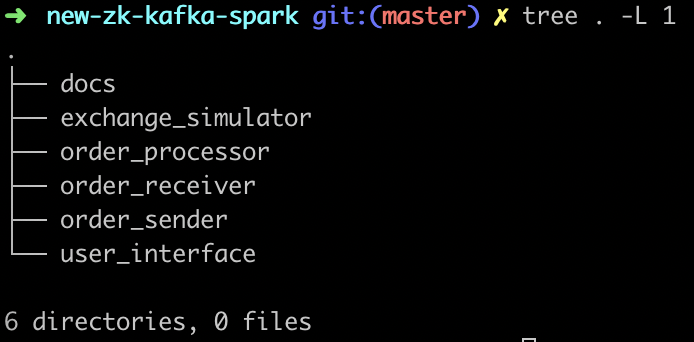 ➜ new-zk-kafka-spark git:(master) ✗ tree . -L 1
.
├── docs
├── exchange_simulator
├── order_processor
├── order_receiver
├── order_sender
└── user_interface
6 directories, 0 files